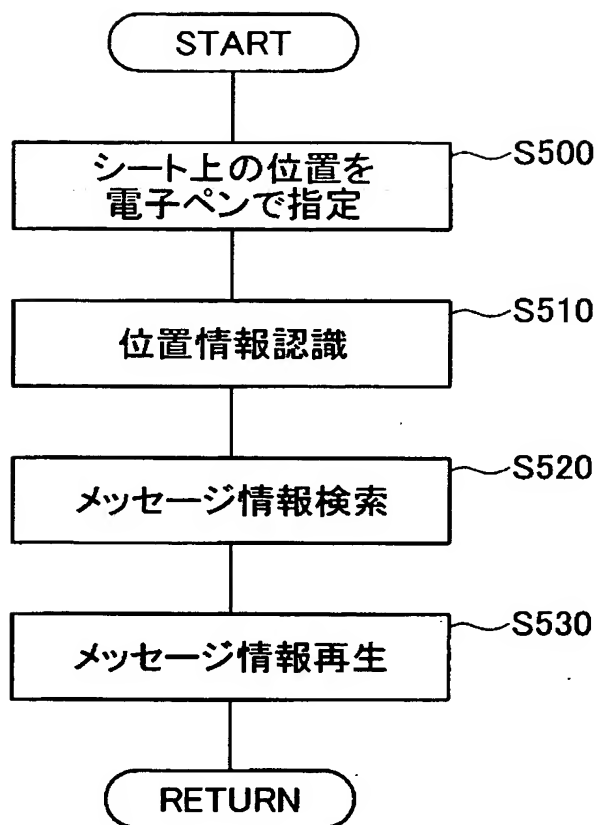 START
シート上の位置を
電子ペンで指定
S500
位置情報認識
S510
メッセージ情報検索
S520
メッセージ情報再生
S530
RETURN